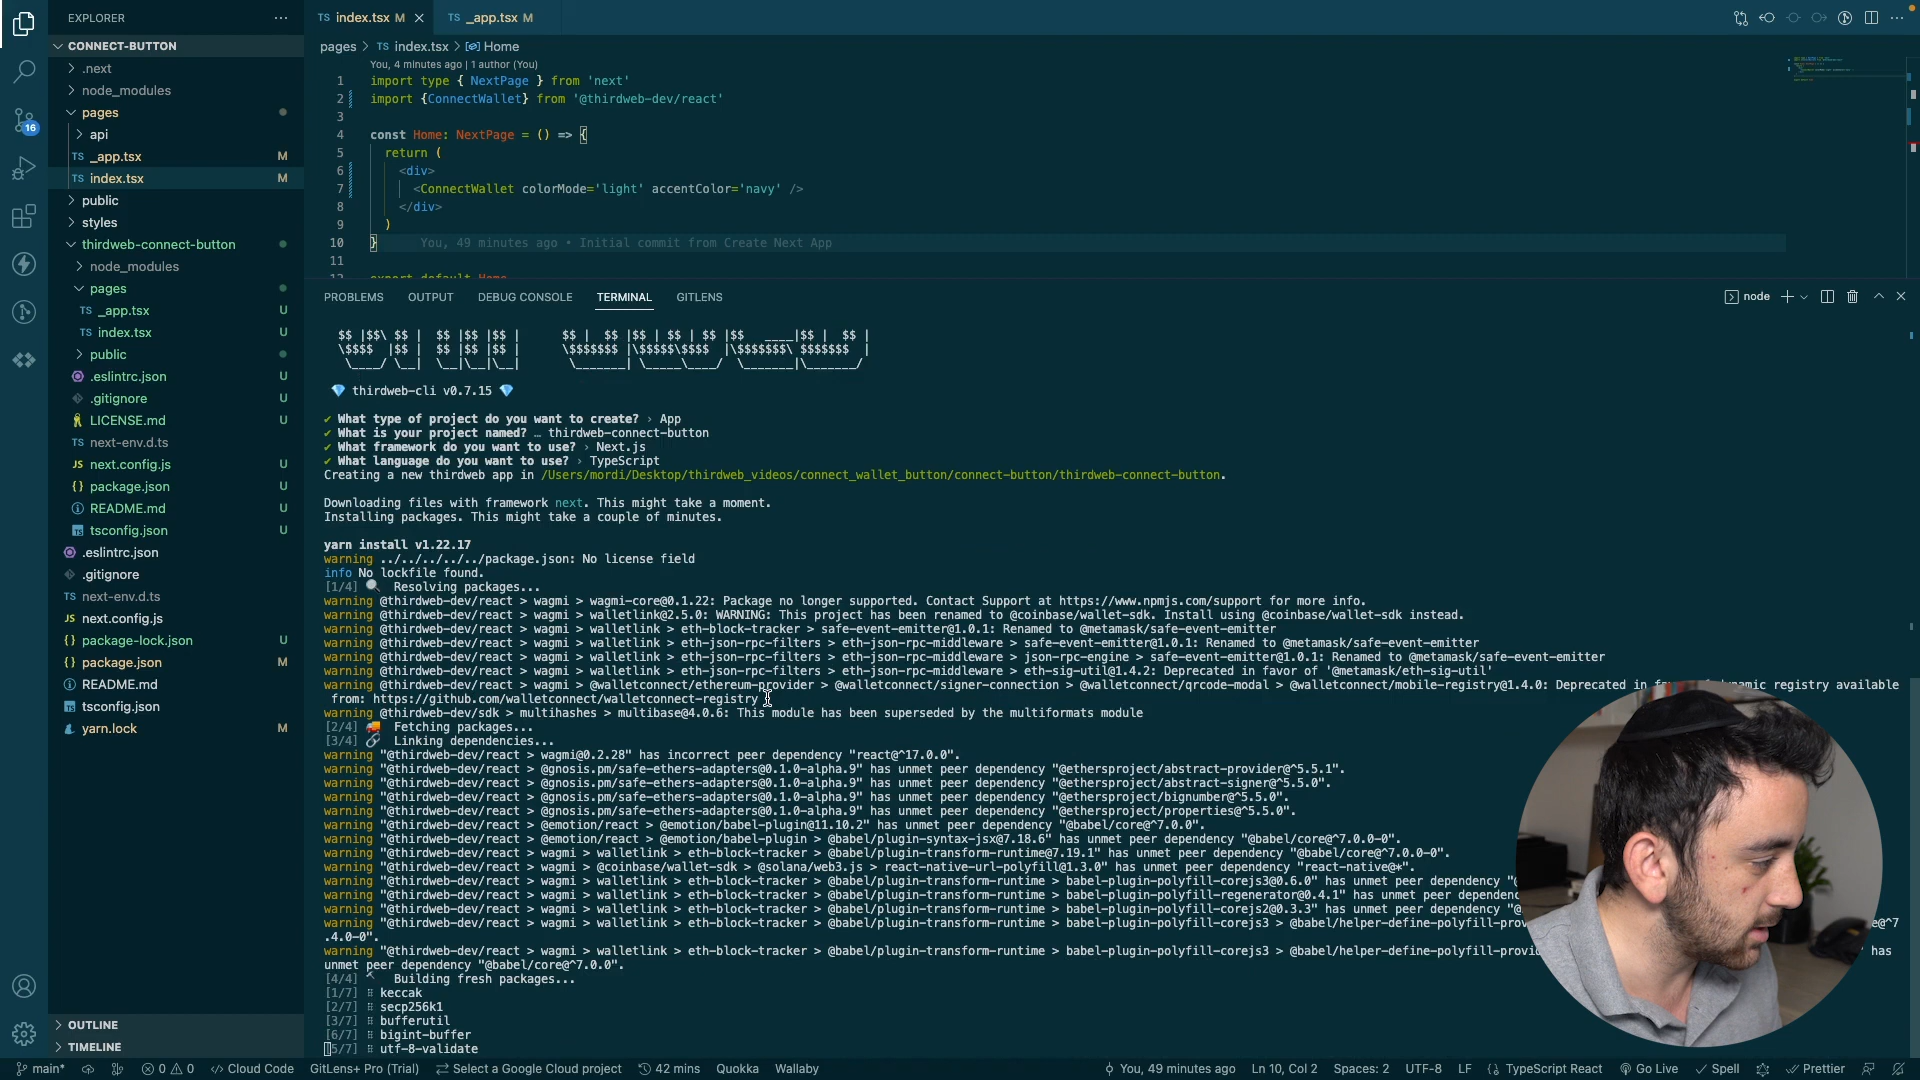 EXPLORER
CONNECT-BUTTON
.next
node_modules
pages
api
TS _app.tsx M
TS index.tsx M
public
styles
thirdweb-connect-button
node_modules
pages
TS _app.tsx U
TS index.tsx U
public
.eslintrc.json U
.gitignore U
LICENSE.md U
TS next-env.d.ts
JS next.config.js U
{} package.json U
README.md U
tsconfig.json U
.eslintrc.json
.gitignore
TS next-env.d.ts
JS next.config.js
{} package-lock.json U
{} package.json M
README.md
tsconfig.json
yarn.lock M
OUTLINE
TIMELINE
16
TS index.tsx M
TS _app.tsx M
pages > TS index.tsx > Home
You, 4 minutes ago | 1 author (You)
1 import type { NextPage } from 'next'
2 import {ConnectWallet} from '@thirdweb-dev/react'
3
4 const Home: NextPage = () => {
5 return (
6 <div>
7 <ConnectWallet colorMode='light' accentColor='navy' />
8 </div>
9 )
10 } You, 49 minutes ago • Initial commit from Create Next App
11
12 export default Home
PROBLEMS OUTPUT DEBUG CONSOLE TERMINAL GITLENS
node
$$ |$$\ $$ | $$ |$$ |$$ | $$ | $$ |$$ | $$ | $$ |$$ ____|$$ | $$ |
\$$$$ |$$ | $$ |$$ |$$ | \$$$$$$$ |\$$$$$\$$$$ |\$$$$$$$\ $$$$$$$ |
\____/ \__| \__|\__|\__| \_______| \_____\____/ \_______|\_______/
💎 thirdweb-cli v0.7.15 💎
✔ What type of project do you want to create? › App
✔ What is your project named? … thirdweb-connect-button
✔ What framework do you want to use? › Next.js
✔ What language do you want to use? › TypeScript
Creating a new thirdweb app in /Users/mordi/Desktop/thirdweb_videos/connect_wallet_button/connect-button/thirdweb-connect-button.
Downloading files with framework next. This might take a moment.
Installing packages. This might take a couple of minutes.
yarn install v1.22.17
warning ../../../../../package.json: No license field
info No lockfile found.
[1/4] 🔍 Resolving packages...
warning @thirdweb-dev/react > wagmi > wagmi-core@0.1.22: Package no longer supported. Contact Support at https://www.npmjs.com/support for more info.
warning @thirdweb-dev/react > wagmi > walletlink@2.5.0: WARNING: This project has been renamed to @coinbase/wallet-sdk. Install using @coinbase/wallet-sdk instead.
warning @thirdweb-dev/react > wagmi > walletlink > eth-block-tracker > safe-event-emitter@1.0.1: Renamed to @metamask/safe-event-emitter
warning @thirdweb-dev/react > wagmi > walletlink > eth-json-rpc-filters > eth-json-rpc-middleware > safe-event-emitter@1.0.1: Renamed to @metamask/safe-event-emitter
warning @thirdweb-dev/react > wagmi > walletlink > eth-json-rpc-filters > eth-json-rpc-middleware > json-rpc-engine > safe-event-emitter@1.0.1: Renamed to @metamask/safe-event-emitter
warning @thirdweb-dev/react > wagmi > walletlink > eth-json-rpc-filters > eth-json-rpc-middleware > eth-sig-util@1.4.2: Deprecated in favor of '@metamask/eth-sig-util'
warning @thirdweb-dev/react > wagmi > @walletconnect/ethereum-provider > @walletconnect/signer-connection > @walletconnect/qrcode-modal > @walletconnect/mobile-registry@1.4.0: Deprecated in registry available
from: https://github.com/walletconnect/walletconnect-registry
warning @thirdweb-dev/sdk > multihashes > multibase@4.0.6: This module has been superseded by the multiformats module
[2/4] 🚚 Fetching packages...
[3/4] 🔗 Linking dependencies...
warning "@thirdweb-dev/react > wagmi@0.2.28" has incorrect peer dependency "react@^17.0.0".
warning "@thirdweb-dev/react > @gnosis.pm/safe-ethers-adapters@0.1.0-alpha.9" has unmet peer dependency "@ethersproject/abstract-provider@^5.5.1".
warning "@thirdweb-dev/react > @gnosis.pm/safe-ethers-adapters@0.1.0-alpha.9" has unmet peer dependency "@ethersproject/abstract-signer@^5.5.0".
warning "@thirdweb-dev/react > @gnosis.pm/safe-ethers-adapters@0.1.0-alpha.9" has unmet peer dependency "@ethersproject/bignumber@^5.5.0".
warning "@thirdweb-dev/react > @gnosis.pm/safe-ethers-adapters@0.1.0-alpha.9" has unmet peer dependency "@ethersproject/properties@^5.5.0".
warning "@thirdweb-dev/react > @emotion/react > @emotion/babel-plugin@11.10.2" has unmet peer dependency "@babel/core@^7.0.0".
warning "@thirdweb-dev/react > @emotion/react > @emotion/babel-plugin > @babel/plugin-syntax-jsx@7.18.6" has unmet peer dependency "@babel/core@^7.0.0-0".
warning "@thirdweb-dev/react > wagmi > walletlink > eth-block-tracker > @babel/plugin-transform-runtime@7.19.1" has unmet peer dependency "@babel/core@^7.0.0-0".
warning "@thirdweb-dev/react > wagmi > @coinbase/wallet-sdk > @solana/web3.js > react-native-url-polyfill@1.3.0" has unmet peer dependency "react-native@*".
warning "@thirdweb-dev/react > wagmi > walletlink > eth-block-tracker > @babel/plugin-transform-runtime > babel-plugin-polyfill-corejs3@0.6.0" has unmet peer dependency "@
warning "@thirdweb-dev/react > wagmi > walletlink > eth-block-tracker > @babel/plugin-transform-runtime > babel-plugin-polyfill-regenerator@0.4.1" has unmet peer
warning "@thirdweb-dev/react > wagmi > walletlink > eth-block-tracker > @babel/plugin-transform-runtime > babel-plugin-polyfill-corejs2@0.3.3" has unmet peer dependency "@
warning "@thirdweb-dev/react > wagmi > walletlink > eth-block-tracker > @babel/plugin-transform-runtime > babel-plugin-polyfill-corejs3 > @babel/helper-define-polyfill-prov e@^7
.4.0-0".
warning "@thirdweb-dev/react > wagmi > walletlink > eth-block-tracker > @babel/plugin-transform-runtime > babel-plugin-polyfill-corejs3 > @babel/helper-define-polyfill-provi has
unmet peer dependency "@babel/core@^7.0.0".
[4/4] Building fresh packages...
[1/7] ⠿ keccak
[2/7] ⠿ secp256k1
[3/7] ⠿ bufferutil
[6/7] ⠿ bigint-buffer
[5/7] ⠿ utf-8-validate
main* 0 0 Cloud Code GitLens+ Pro (Trial) Select a Google Cloud project 42 mins Quokka Wallaby You, 49 minutes ago Ln 10, Col 2 Spaces: 2 UTF-8 LF {} TypeScript React Go Live Spell Prettier